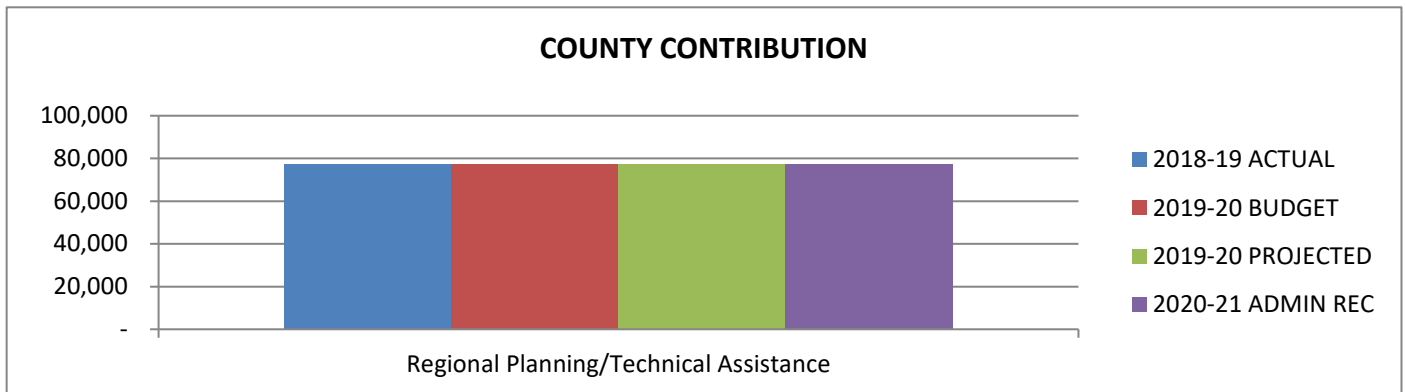 COUNTY CONTRIBUTION
100,000
80,000
60,000
40,000
20,000
-
Regional Planning/Technical Assistance
2018-19 ACTUAL
2019-20 BUDGET
2019-20 PROJECTED
2020-21 ADMIN REC